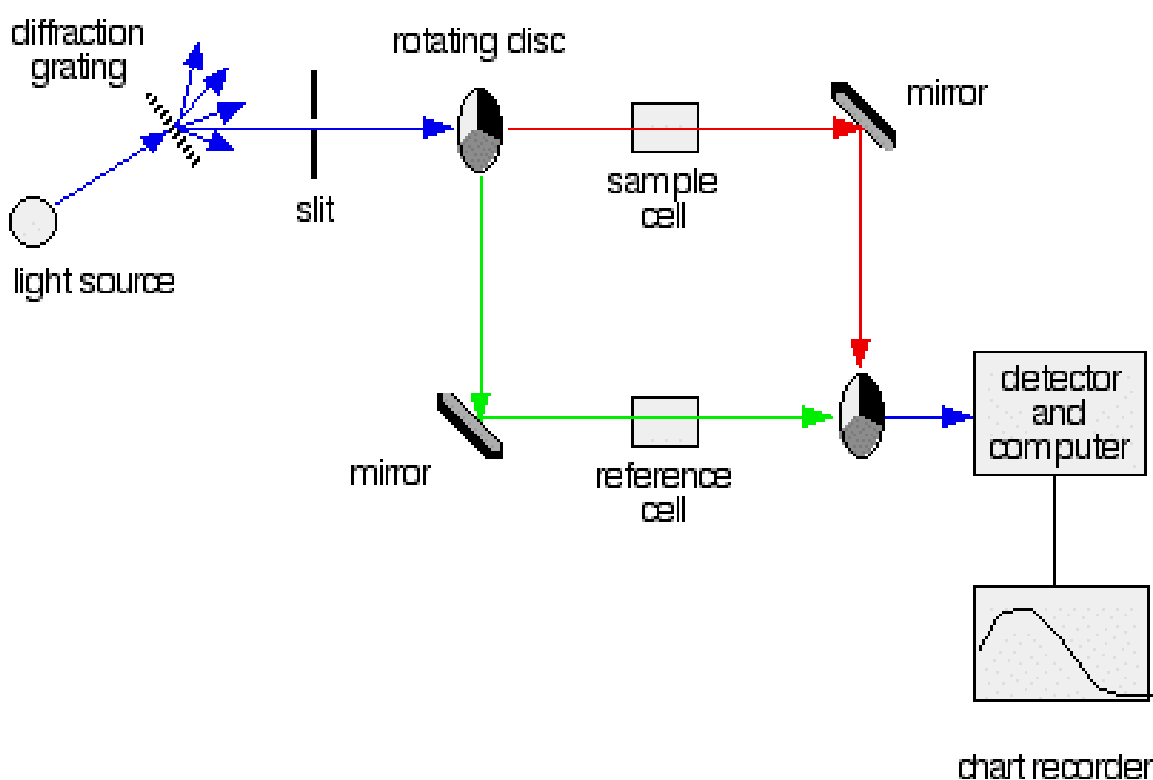 diffraction
grating
rotating disc
mirror
slit
sample
cell
light source
detector
and
computer
mirror
reference
cell
chart recorder